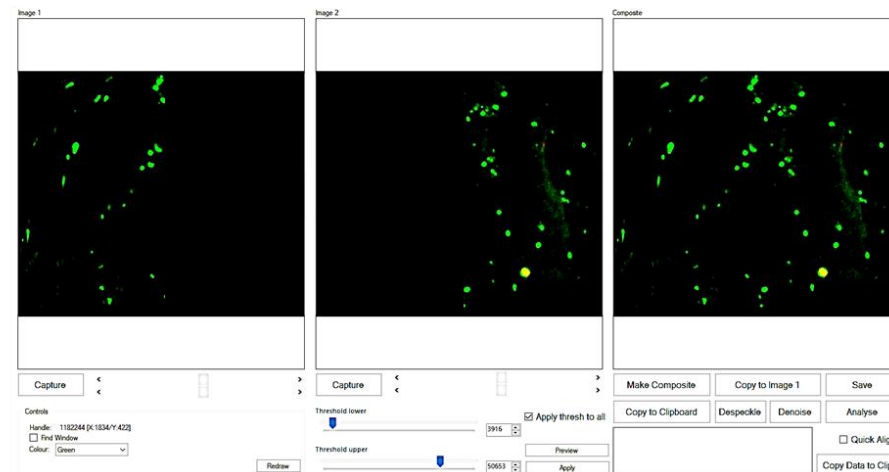 Image 1
Image 2
Composite
Capture
< >
< >
Capture
< >
< >
Make Composite
Copy to Image 1
Save
Copy to Clipboard
Despeckle
Denoise
Analyse
Controls
Handle: 1182244 [X:1834/Y:422]
Find Window
Colour: Green
Redraw
Threshold lower
3916
Apply thresh to all
Threshold upper
50653
Preview
Apply
Quick Alig
Copy Data to Clip